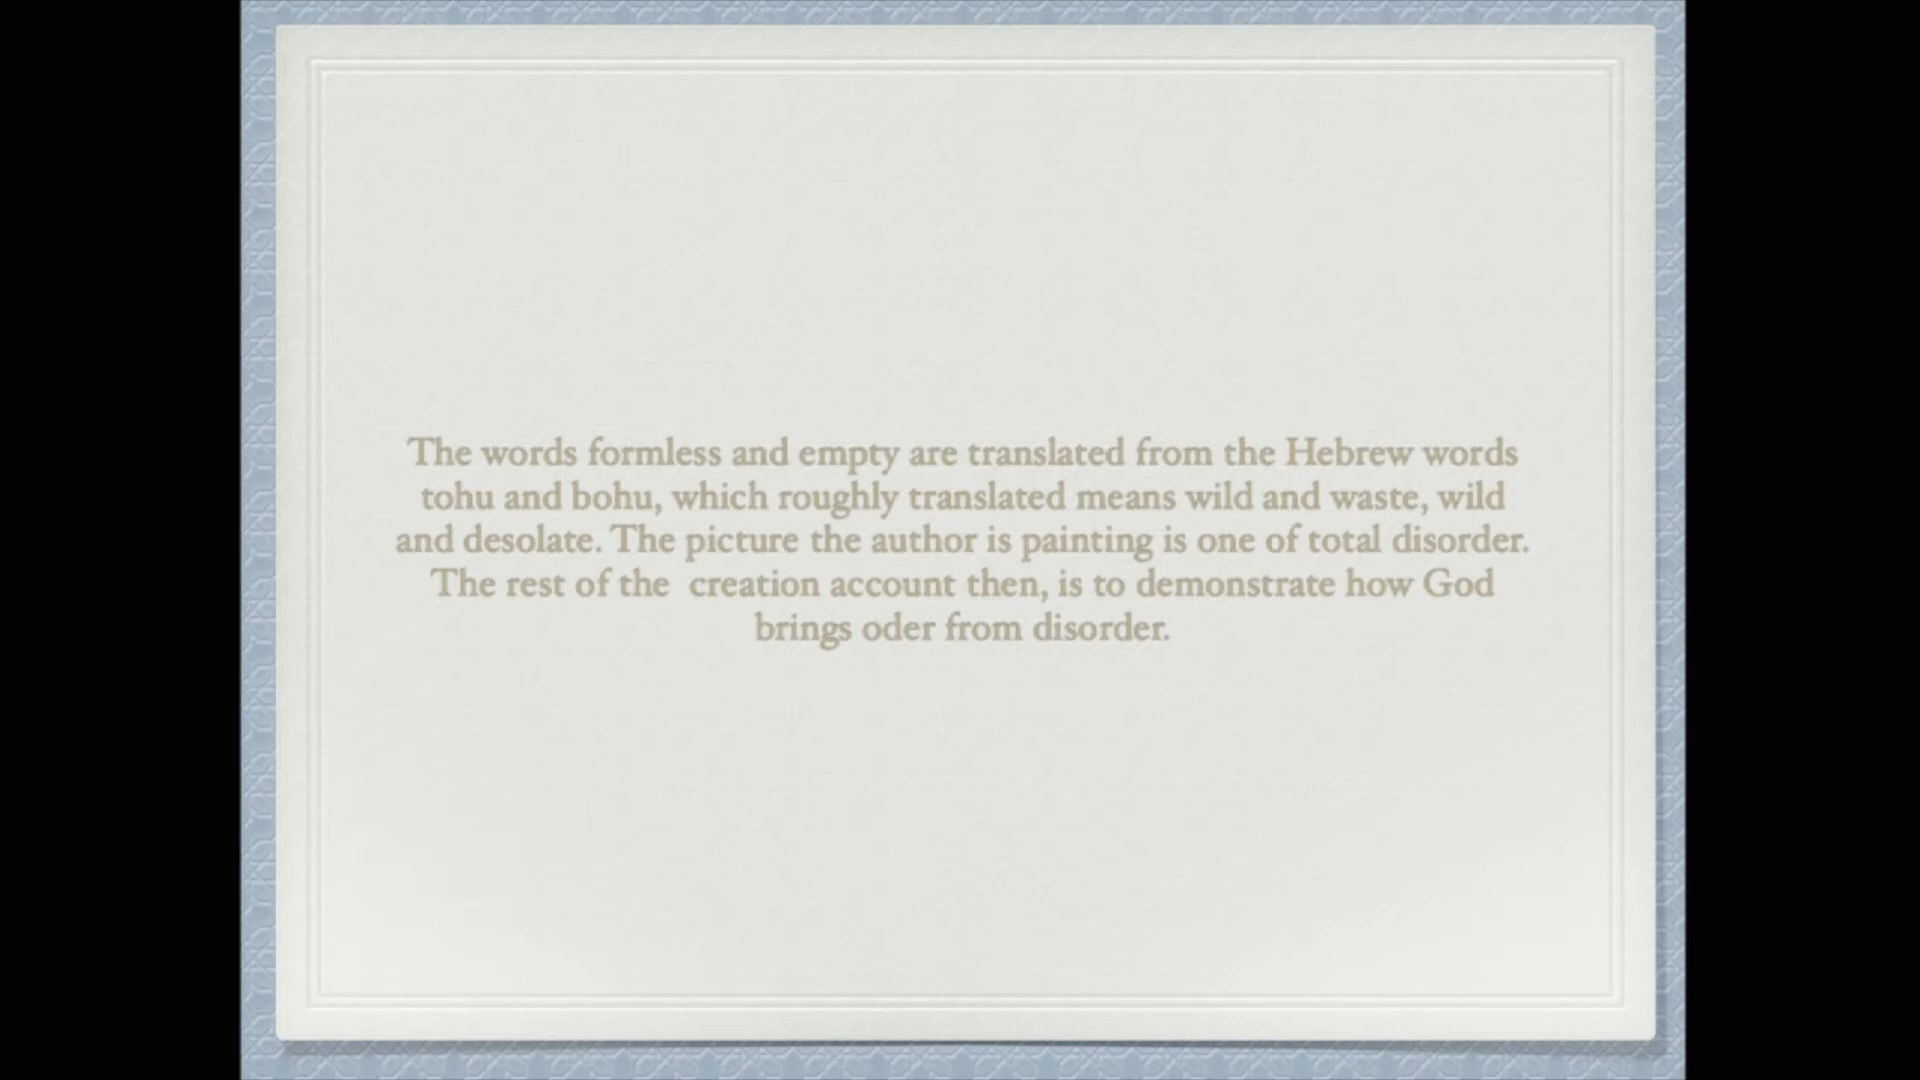 The words formless and empty are translated from the Hebrew words
tohu and bohu, which roughly translated means wild and waste, wild
and desolate. The picture the author is painting is one of total disorder.
The rest of the  creation account then, is to demonstrate how God
brings oder from disorder.